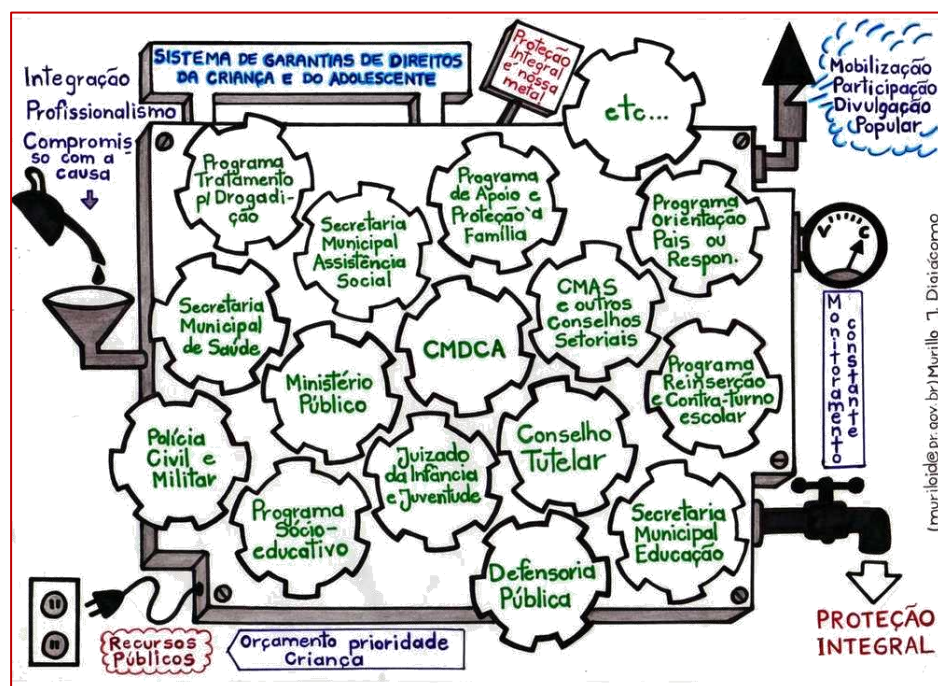 SISTEMA DE GARANTIAS DE DIREITOS
DA CRIANÇA E DO ADOLESCENTE
Proteção
Integral
é nossa
meta!
etc...
Integração
Profissionalismo
Compromis
so com a
causa
Mobilização
Participação
Divulgação
Popular
Programa
Tratamento
p/ Drogadi-
ção
Secretaria
Municipal
Assistência
Social
Programa
de Apoio e
Proteção à
Família
Programa
Orientação
Pais ou
Respon.
V C
Secretaria
Municipal
de Saúde
Ministério
Público
CMDCA
CMAS
e outros
Conselhos
Setoriais
Programa
Reinserção
e Contra-turno
escolar
Monitoramento
constante
Polícia
Civil e
Militar
Programa
Sócio-
educativo
Juizado
da Infância
e Juventude
Conselho
Tutelar
Defensoria
Pública
Secretaria
Municipal
Educação
Recursos
Públicos
Orçamento prioridade
Criança
PROTEÇÃO
INTEGRAL
(murilojd@pr.gov.br) Murillo J. Digiácomo